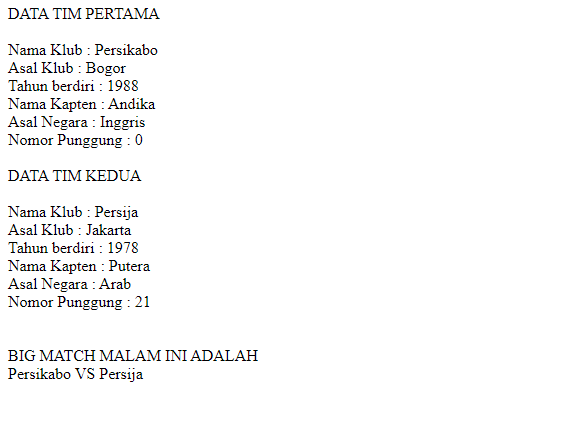 DATA TIM PERTAMA
Nama Klub : Persikabo
Asal Klub : Bogor
Tahun berdiri : 1988
Nama Kapten : Andika
Asal Negara : Inggris
Nomor Punggung : 0
DATA TIM KEDUA
Nama Klub : Persija
Asal Klub : Jakarta
Tahun berdiri : 1978
Nama Kapten : Putera
Asal Negara : Arab
Nomor Punggung : 21
BIG MATCH MALAM INI ADALAH
Persikabo VS Persija